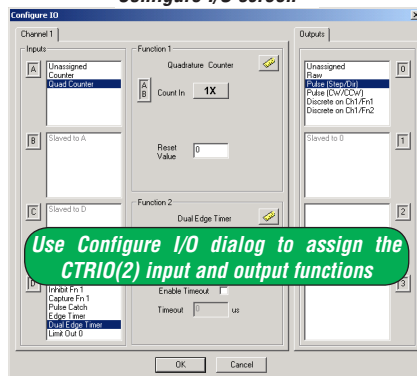 Configure I/O screen
Configure IO
Channel 1
Inputs
A
Unassigned
Counter
Quad Counter
B
Slaved to A
C
Slaved to D
D
Inhibit Fn 1
Capture Fn 1
Pulse Catch
Edge Timer
Dual Edge Timer
Limit Out 0
Function 1
Quadrature Counter
A
B
Count In
1X
Reset
Value
0
Function 2
Dual Edge Timer
Enable Timeout
Timeout
0
us
Outputs
Unassigned
Raw
Pulse (Step/Dir)
Pulse (CW/CCW)
Discrete on Ch1/Fn1
Discrete on Ch1/Fn2
0
Slaved to 0
1
2
3
Use Configure I/O dialog to assign the
CTRIO(2) input and output functions
OK
Cancel